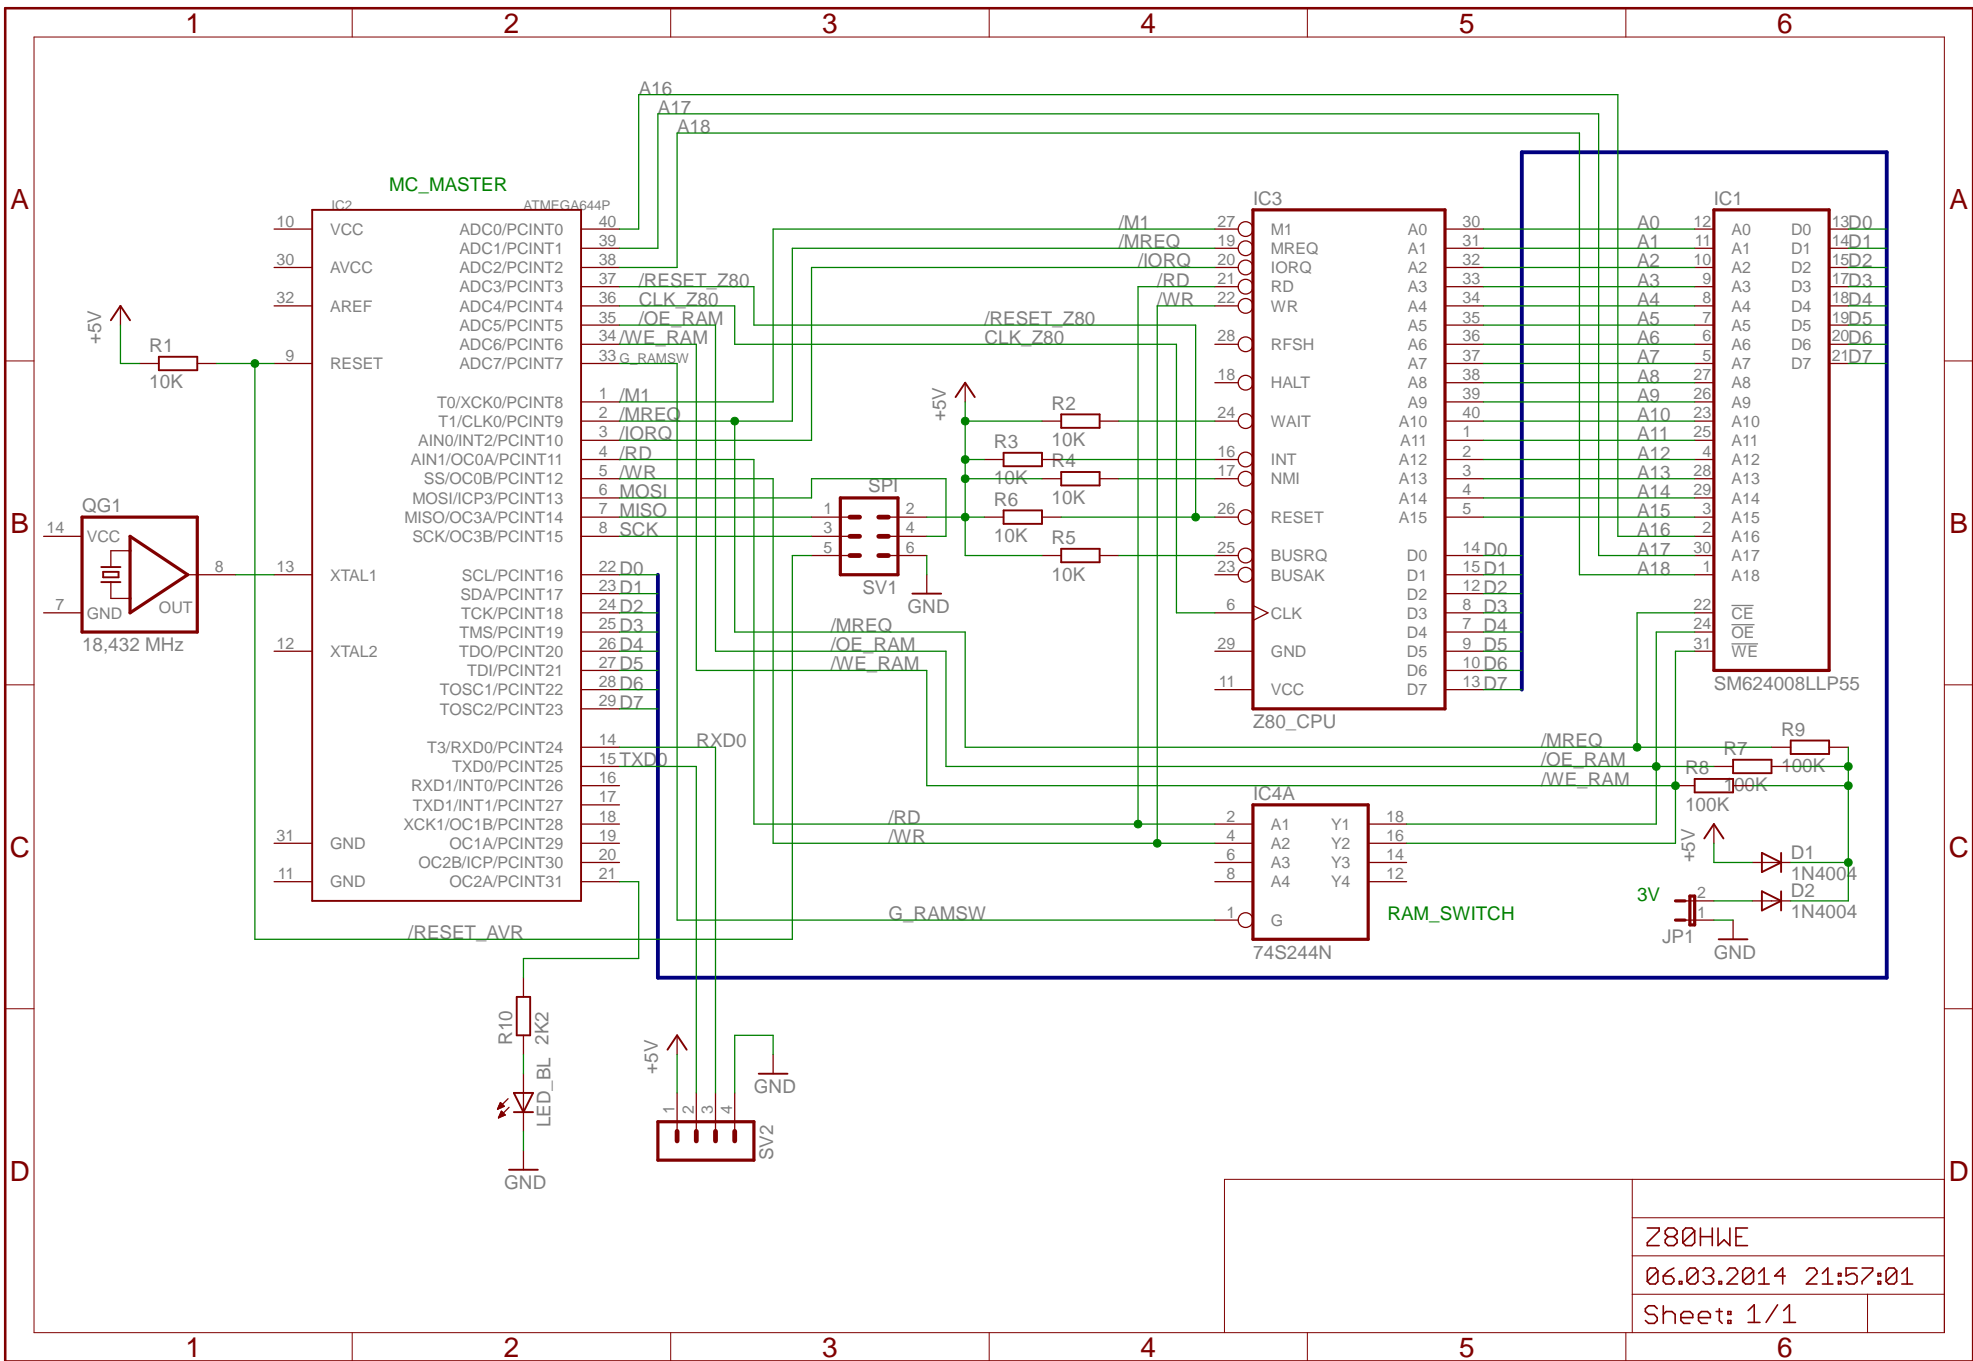 1 2 3 4 5 6
A A
B B
C C
D D
1 2 3 4 5 6
A16
A17
A18
MC_MASTER
IC2 ATMEGA644P
10 VCC ADC0/PCINT0 40
ADC1/PCINT1 39
30 AVCC ADC2/PCINT2 38
ADC3/PCINT3 37 /RESET_Z80
32 AREF ADC4/PCINT4 36 CLK_Z80
ADC5/PCINT5 35 /OE_RAM
ADC6/PCINT6 34 /WE_RAM
9 RESET ADC7/PCINT7 33 G_RAMSW
T0/XCK0/PCINT8 1 /M1
T1/CLK0/PCINT9 2 /MREQ
AIN0/INT2/PCINT10 3 /IORQ
AIN1/OC0A/PCINT11 4 /RD
SS/OC0B/PCINT12 5 /WR
MOSI/ICP3/PCINT13 6 MOSI
MISO/OC3A/PCINT14 7 MISO
SCK/OC3B/PCINT15 8 SCK
13 XTAL1 SCL/PCINT16 22 D0
SDA/PCINT17 23 D1
TCK/PCINT18 24 D2
TMS/PCINT19 25 D3
12 XTAL2 TDO/PCINT20 26 D4
TDI/PCINT21 27 D5
TOSC1/PCINT22 28 D6
TOSC2/PCINT23 29 D7
T3/RXD0/PCINT24 14 RXD0
TXD0/PCINT25 15 TXD0
RXD1/INT0/PCINT26 16
TXD1/INT1/PCINT27 17
XCK1/OC1B/PCINT28 18
31 GND OC1A/PCINT29 19
OC2B/ICP/PCINT30 20
11 GND OC2A/PCINT31 21
+5V
R1
10K
QG1
14 VCC
8
7 GND OUT
18,432 MHz
/RESET_AVR
R10
2K2
LED_BL
GND
+5V
GND
1 2 3 4
SV2
SPI
1 2
3 4
5 6
SV1
GND
+5V
R2
10K
R3
10K
R4
10K
R6
10K
R5
10K
/MREQ
/OE_RAM
/WE_RAM
/RESET_Z80
CLK_Z80
IC3
/M1 27 M1 A0 30
/MREQ 19 MREQ A1 31
/IORQ 20 IORQ A2 32
/RD 21 RD A3 33
/WR 22 WR A4 34
A5 35
28 RFSH A6 36
A7 37
18 HALT A8 38
A9 39
24 WAIT A10 40
A11 1
16 INT A12 2
17 NMI A13 3
A14 4
26 RESET A15 5
25 BUSRQ D0 14 D0
23 BUSAK D1 15 D1
D2 12 D2
6 CLK D3 8 D3
D4 7 D4
29 GND D5 9 D5
D6 10 D6
11 VCC D7 13 D7
Z80_CPU
IC1
A0 12 A0 D0 13 D0
A1 11 A1 D1 14 D1
A2 10 A2 D2 15 D2
A3 9 A3 D3 17 D3
A4 8 A4 D4 18 D4
A5 7 A5 D5 19 D5
A6 6 A6 D6 20 D6
A7 5 A7 D7 21 D7
A8 27 A8
A9 26 A9
A10 23 A10
A11 25 A11
A12 4 A12
A13 28 A13
A14 29 A14
A15 3 A15
A16 2 A16
A17 30 A17
A18 1 A18
22 CE
24 OE
31 WE
SM624008LLP55
/MREQ
/OE_RAM
/WE_RAM
R9
100K
R7
100K
R8
100K
IC4A
/RD 2 A1 Y1 18
/WR 4 A2 Y2 16
6 A3 Y3 14
8 A4 Y4 12
G_RAMSW 1 G
74S244N
RAM_SWITCH
+5V
D1
1N4004
D2
1N4004
3V
2
1
JP1
GND
Z80HWE
06.03.2014 21:57:01
Sheet: 1/1